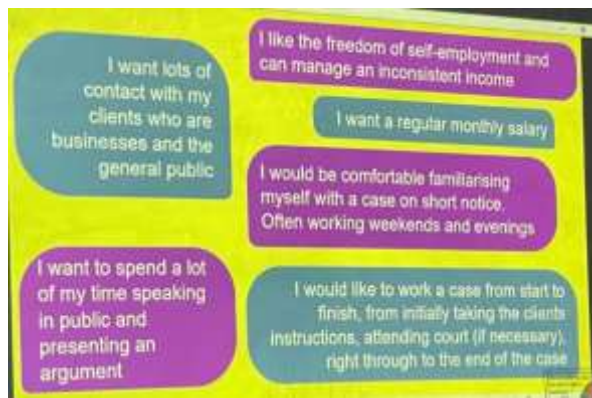 I want lots of
contact with my
clients who are
businesses and the
general public
I like the freedom of self-employment and
can manage an inconsistent income
I want a regular monthly salary
I would be comfortable familiarising
myself with a case on short notice.
Often working weekends and evenings
I want to spend a lot
of my time speaking
in public and
presenting an
argument
I would like to work a case from start to
finish, from initially taking the clients
instructions, attending court (if necessary),
right through to the end of the case